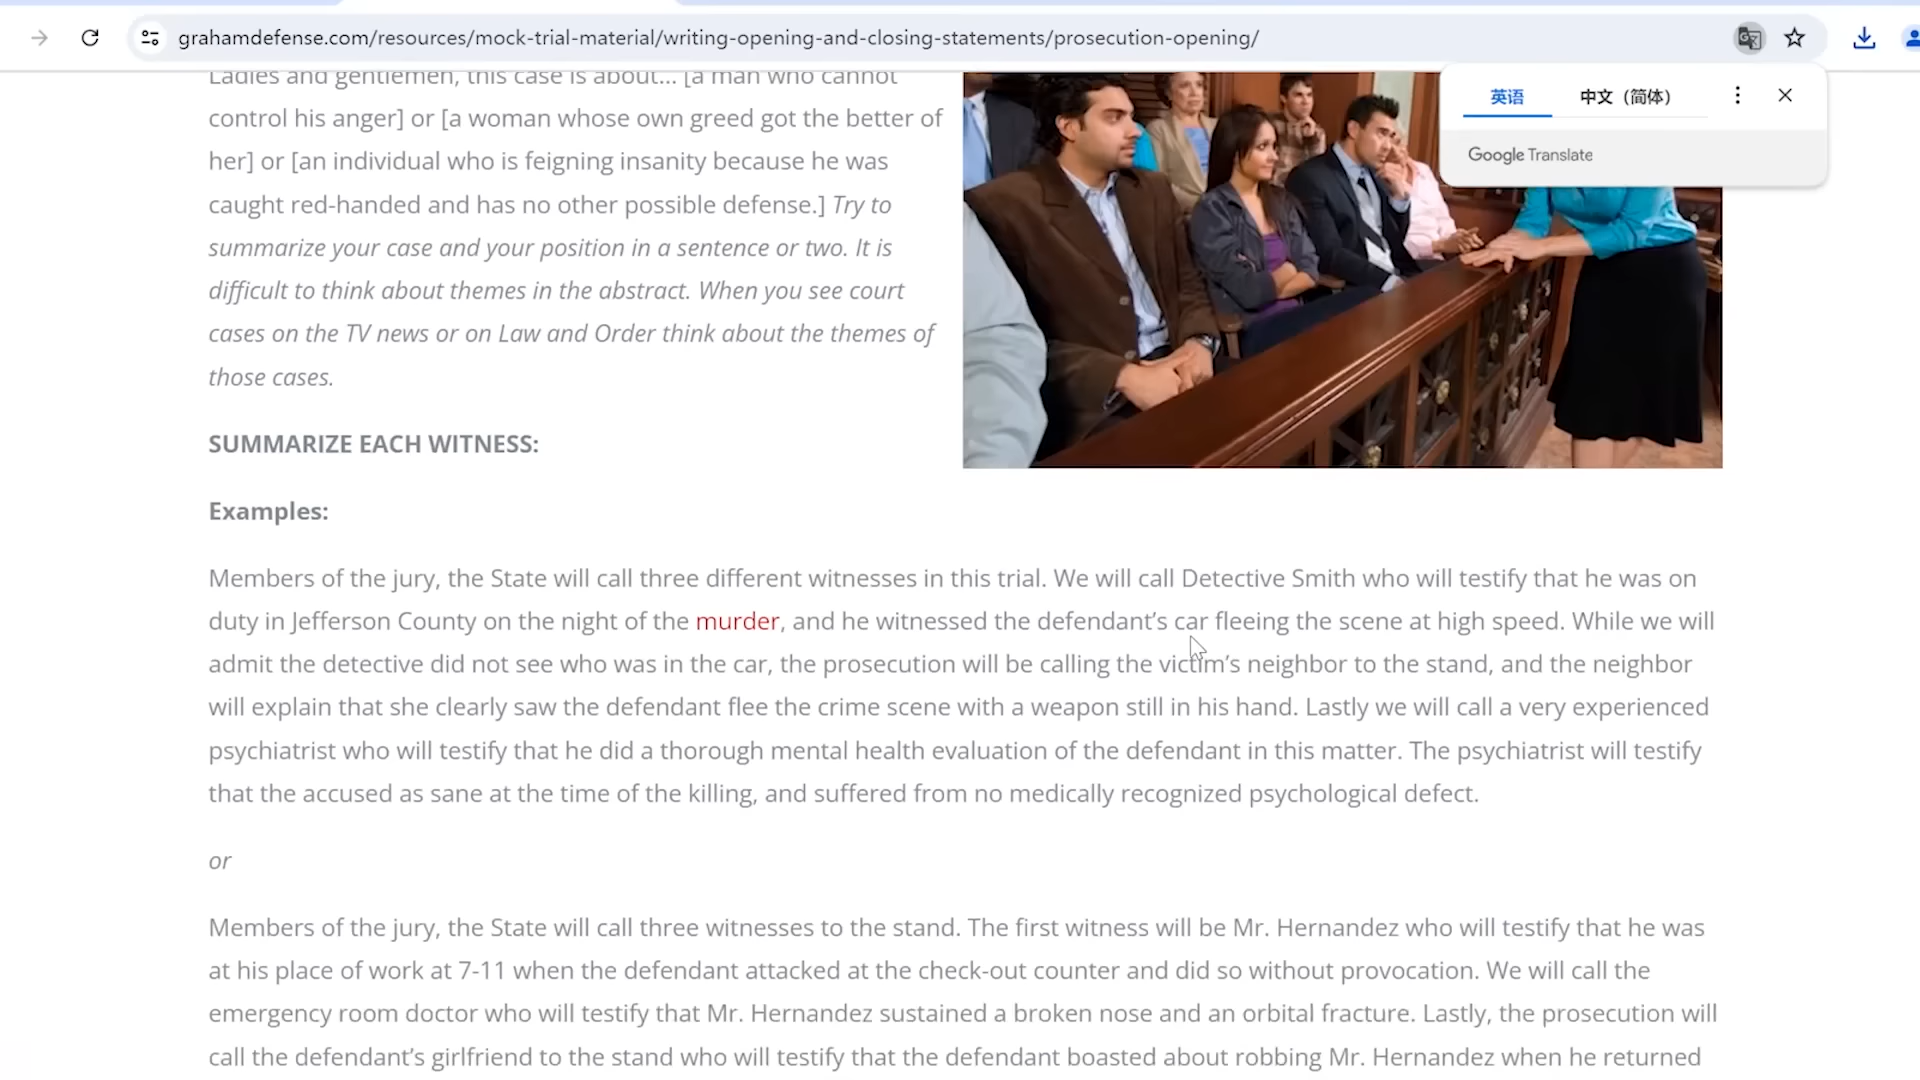 grahamdefense.com/resources/mock-trial-material/writing-opening-and-closing-statements/prosecution-opening/
英语
中文（简体）
Google Translate
Ladies and gentlemen, this case is about... [a man who cannot
control his anger] or [a woman whose own greed got the better of
her] or [an individual who is feigning insanity because he was
caught red-handed and has no other possible defense.] Try to
summarize your case and your position in a sentence or two. It is
difficult to think about themes in the abstract. When you see court
cases on the TV news or on Law and Order think about the themes of
those cases.
SUMMARIZE EACH WITNESS:
Examples:
Members of the jury, the State will call three different witnesses in this trial. We will call Detective Smith who will testify that he was on
duty in Jefferson County on the night of the murder, and he witnessed the defendant’s car fleeing the scene at high speed. While we will
admit the detective did not see who was in the car, the prosecution will be calling the victim’s neighbor to the stand, and the neighbor
will explain that she clearly saw the defendant flee the crime scene with a weapon still in his hand. Lastly we will call a very experienced
psychiatrist who will testify that he did a thorough mental health evaluation of the defendant in this matter. The psychiatrist will testify
that the accused as sane at the time of the killing, and suffered from no medically recognized psychological defect.
or
Members of the jury, the State will call three witnesses to the stand. The first witness will be Mr. Hernandez who will testify that he was
at his place of work at 7-11 when the defendant attacked at the check-out counter and did so without provocation. We will call the
emergency room doctor who will testify that Mr. Hernandez sustained a broken nose and an orbital fracture. Lastly, the prosecution will
call the defendant’s girlfriend to the stand who will testify that the defendant boasted about robbing Mr. Hernandez when he returned